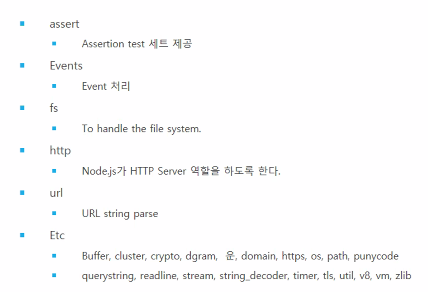 assert
Assertion test 세트 제공
Events
Event 처리
fs
To handle the file system.
http
Node.js가 HTTP Server 역할을 하도록 한다.
url
URL string parse
Etc
Buffer, cluster, crypto, dgram, 운, domain, https, os, path, punycode
querystring, readline, stream, string_decoder, timer, tls, util, v8, vm, zlib